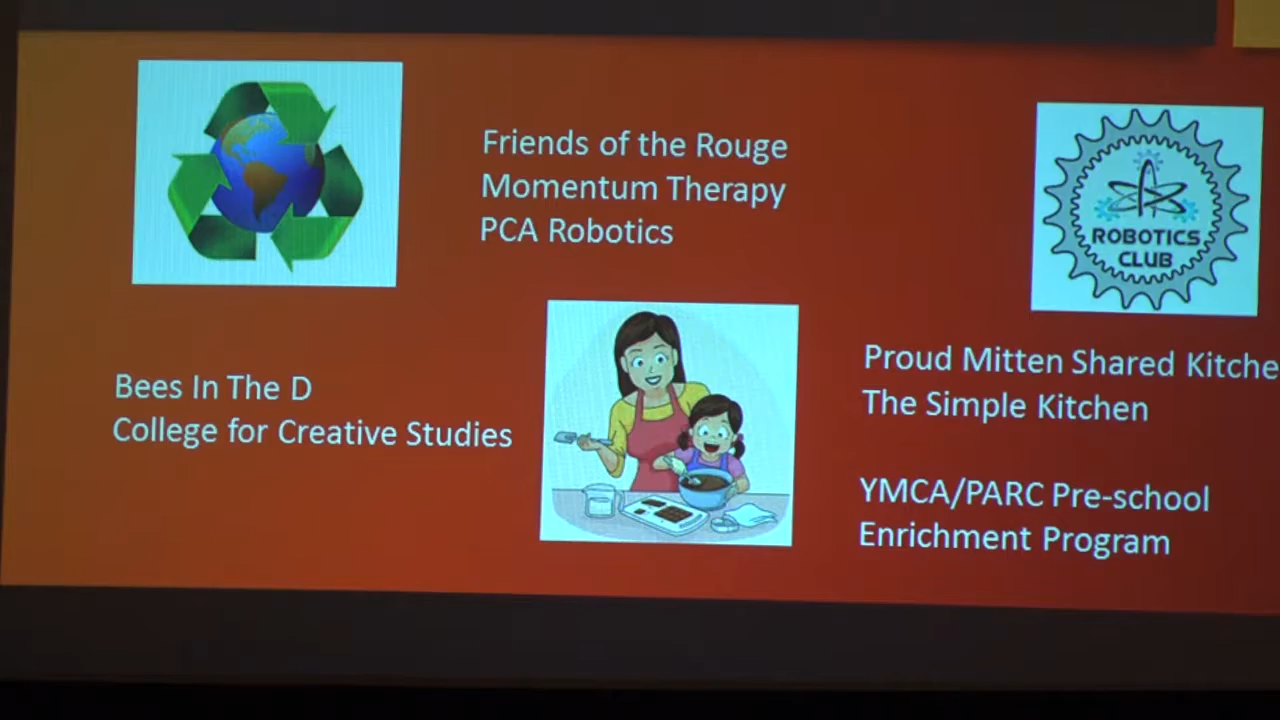 Friends of the Rouge
Momentum Therapy
PCA Robotics
ROBOTICS
CLUB
Bees In The D
College for Creative Studies
Proud Mitten Shared Kitche
The Simple Kitchen
YMCA/PARC Pre-school
Enrichment Program